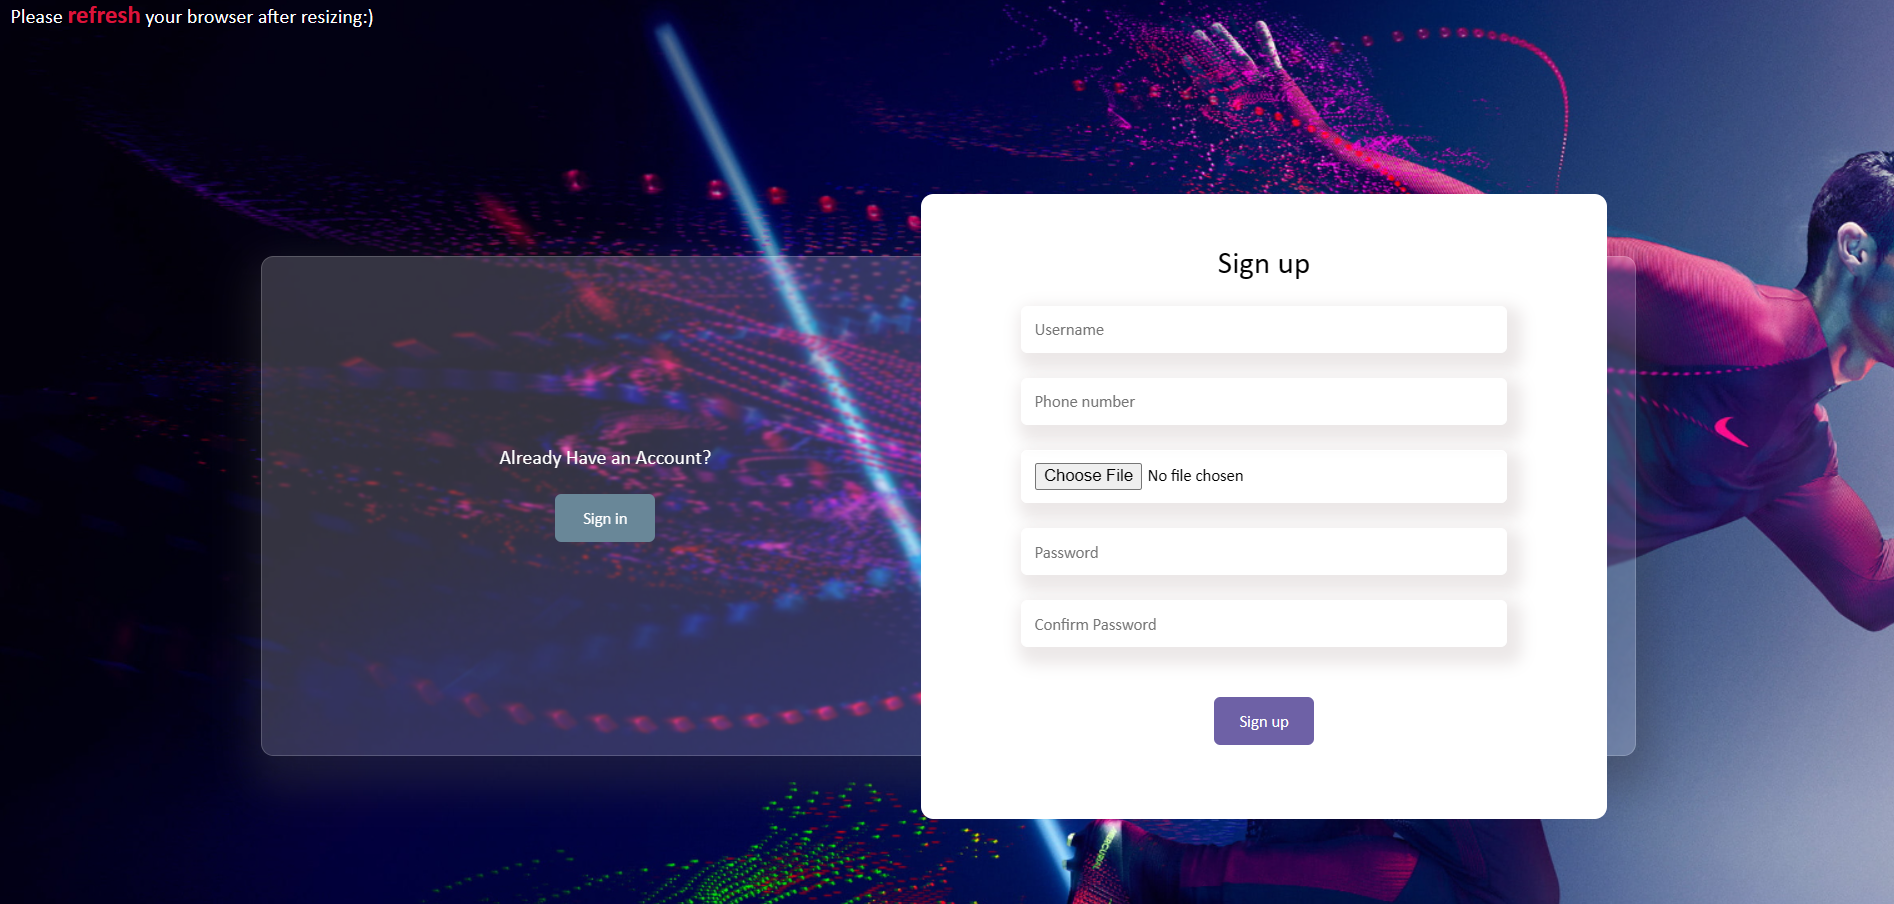 Please refresh your browser after resizing:)
Already Have an Account?
Sign in
Sign up
Username
Phone number
Choose File No file chosen
Password
Confirm Password
Sign up